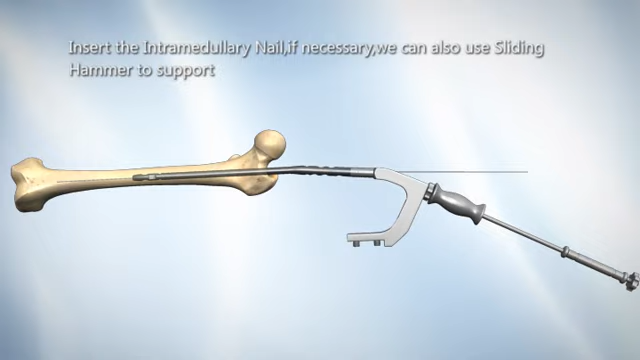 Insert the Intramedullary Nail,if necessary,we can also use Sliding
Hammer to support